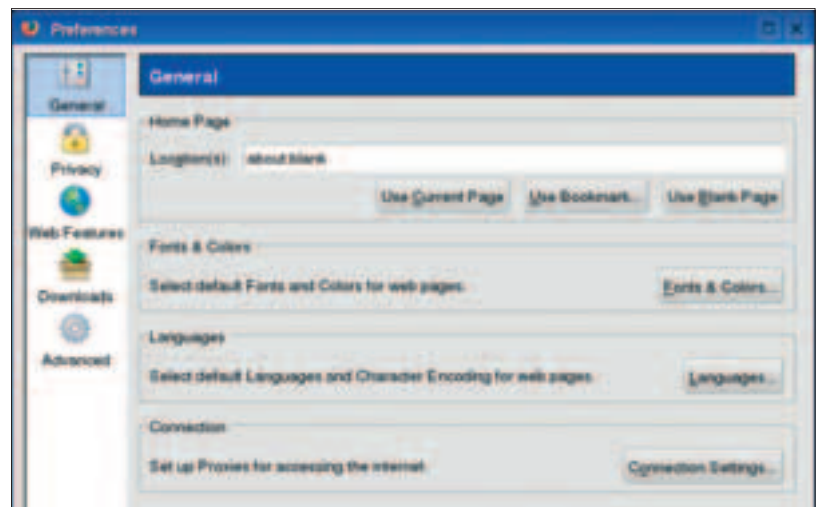 Preferences
General
General
Home Page
Location(s): about:blank
Use Current Page Use Bookmark... Use Blank Page
Privacy
Web Features
Fonts & Colors
Select default Fonts and Colors for web pages Fonts & Colors...
Downloads
Languages
Select default Languages and Character Encoding for web pages Languages...
Advanced
Connection
Set up Proxies for accessing the internet Connection Settings...